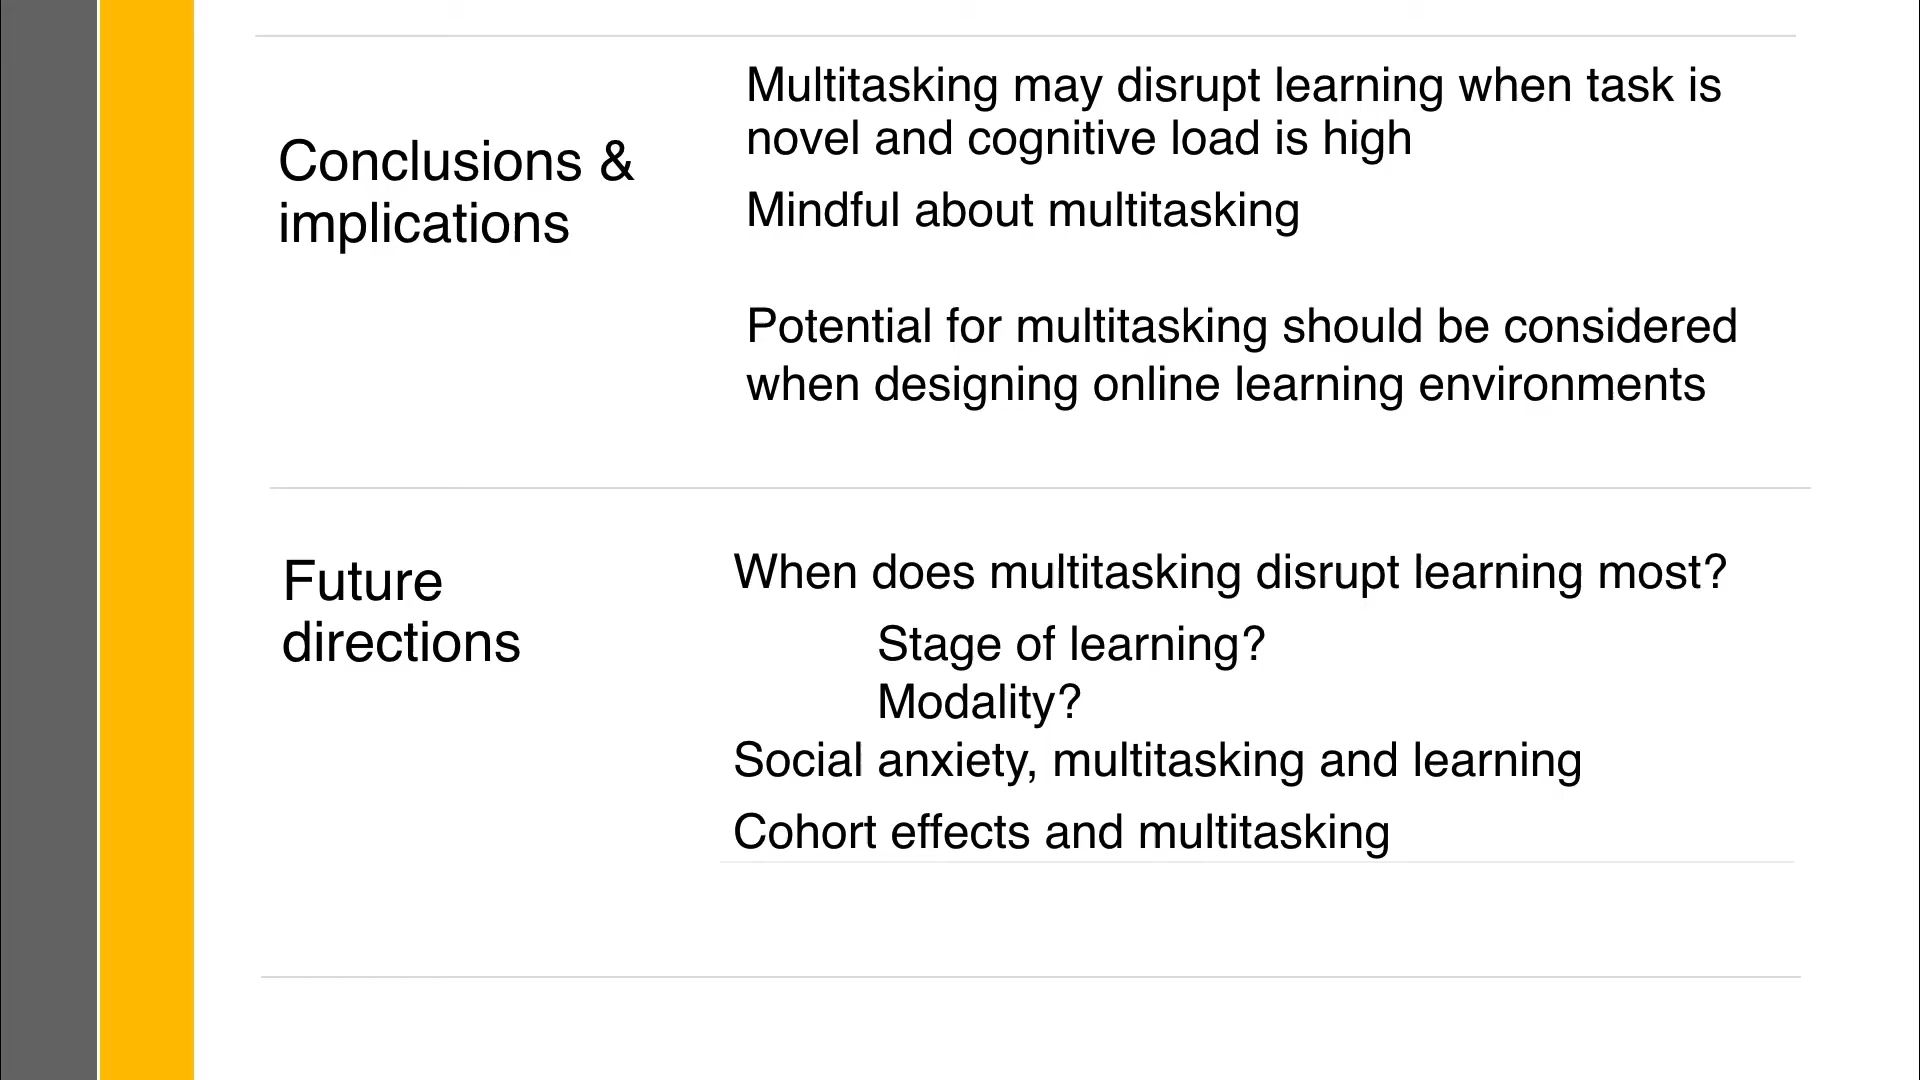 Conclusions &
implications
Multitasking may disrupt learning when task is
novel and cognitive load is high
Mindful about multitasking
Potential for multitasking should be considered
when designing online learning environments
Future
directions
When does multitasking disrupt learning most?
Stage of learning?
Modality?
Social anxiety, multitasking and learning
Cohort effects and multitasking